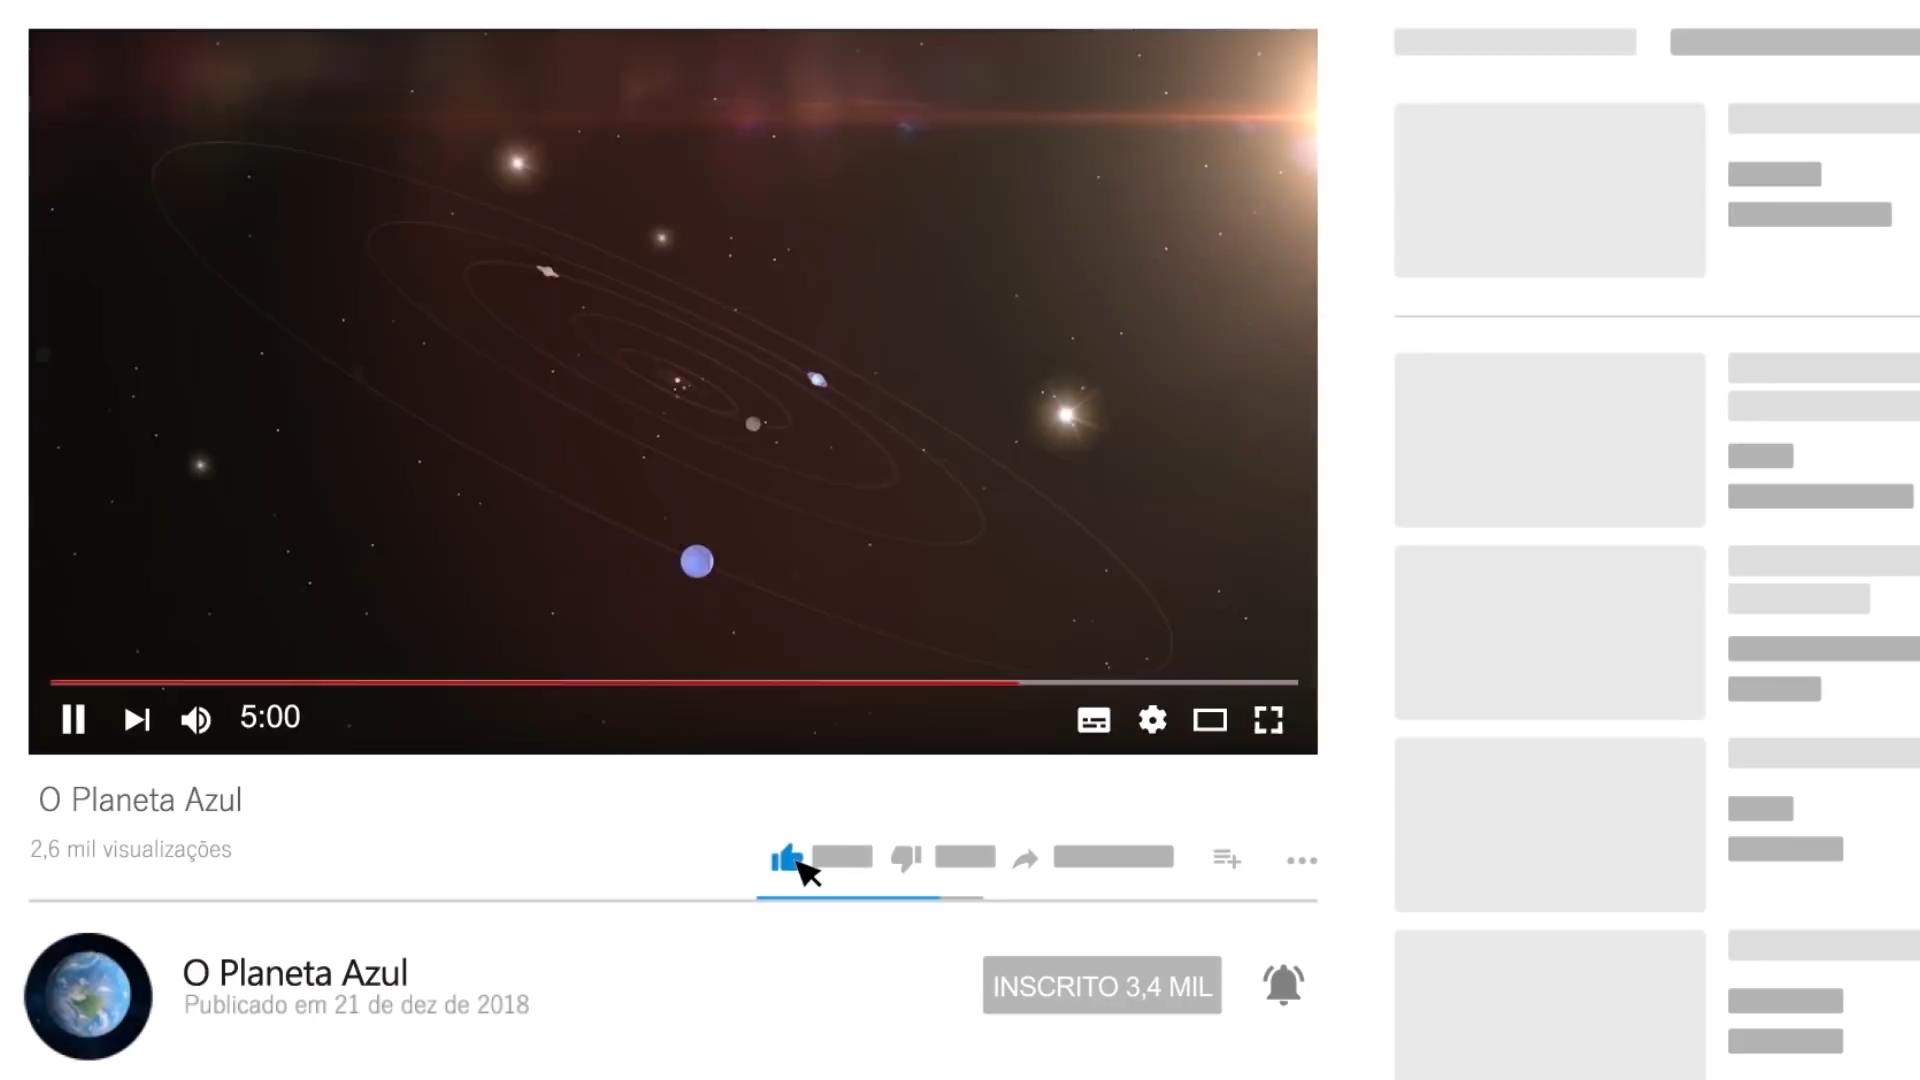 5:00
O Planeta Azul
2,6 mil visualizações
O Planeta Azul
Publicado em 21 de dez de 2018
INSCRITO 3,4 MIL